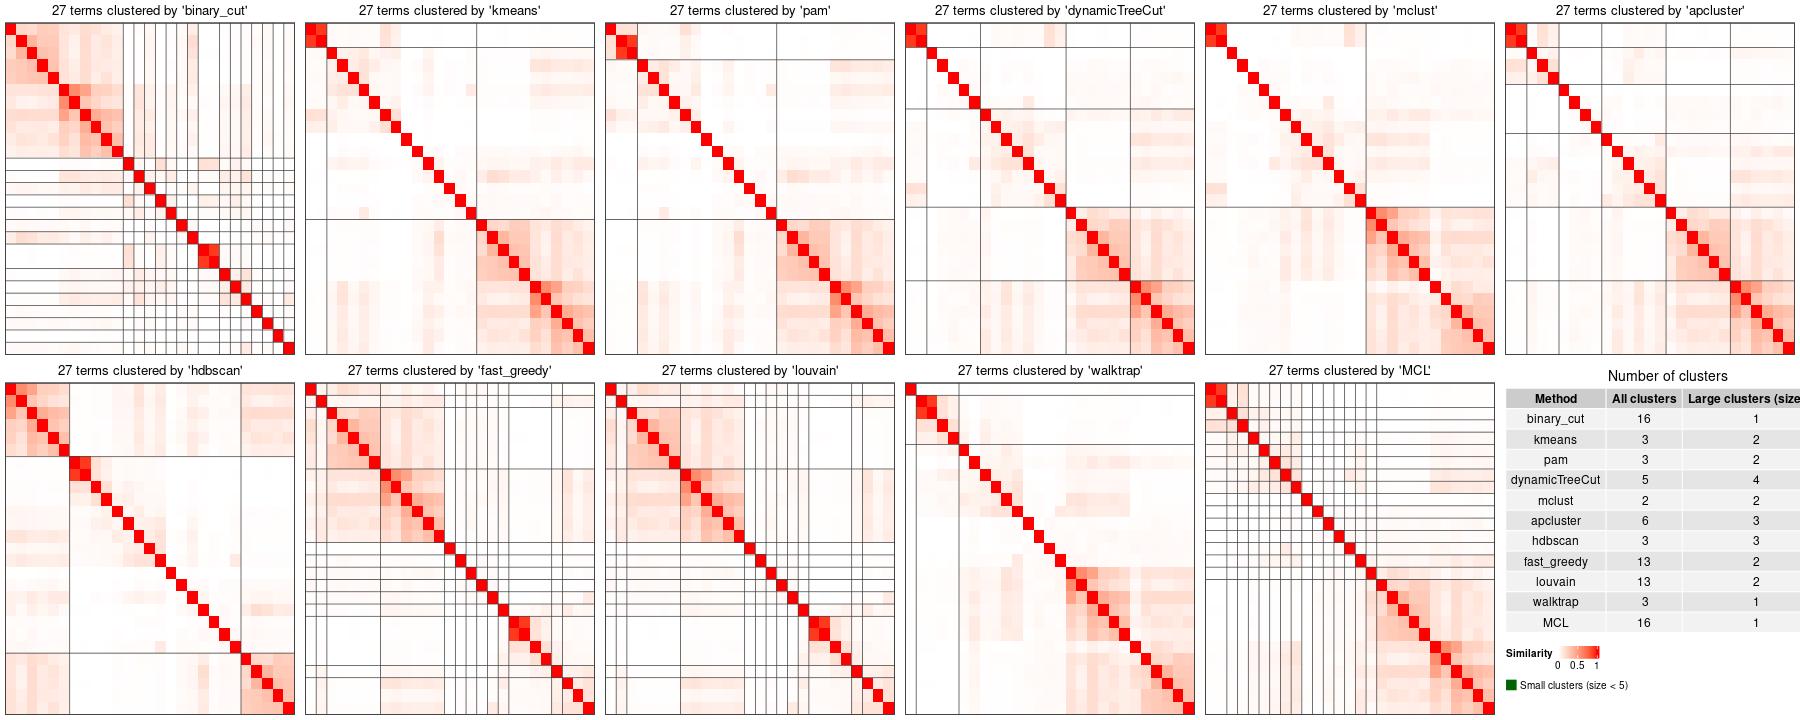 27 terms clustered by 'binary_cut'
27 terms clustered by 'kmeans'
27 terms clustered by 'pam'
27 terms clustered by 'dynamicTreeCut'
27 terms clustered by 'mclust'
27 terms clustered by 'apcluster'
27 terms clustered by 'hdbscan'
27 terms clustered by 'fast_greedy'
27 terms clustered by 'louvain'
27 terms clustered by 'walktrap'
27 terms clustered by 'MCL'
Number of clusters
Method All clusters Large clusters (size
binary_cut 16 1
kmeans 3 2
pam 3 2
dynamicTreeCut 5 4
mclust 2 2
apcluster 6 3
hdbscan 3 3
fast_greedy 13 2
louvain 13 2
walktrap 3 1
MCL 16 1
Similarity
0 0.5 1
Small clusters (size < 5)